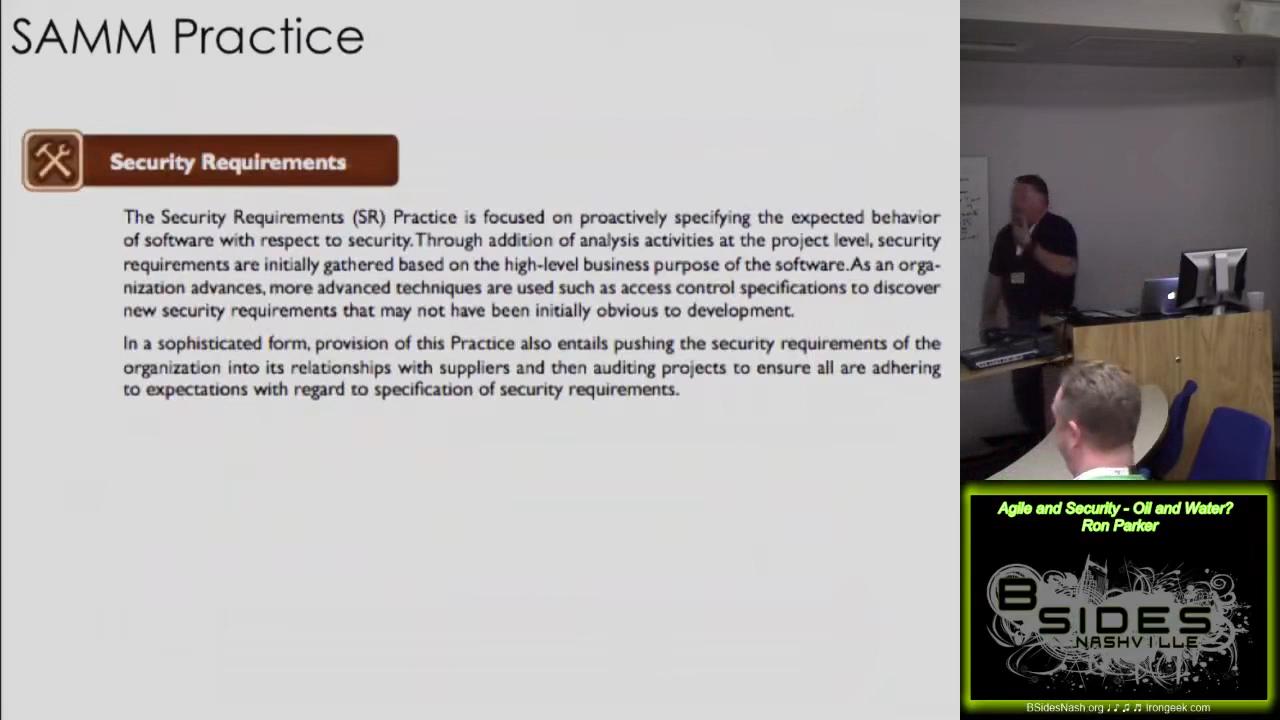 SAMM Practice
Security Requirements
The Security Requirements (SR) Practice is focused on proactively specifying the expected behavior
of software with respect to security. Through addition of analysis activities at the project level, security
requirements are initially gathered based on the high-level business purpose of the software. As an orga-
nization advances, more advanced techniques are used such as access control specifications to discover
new security requirements that may not have been initially obvious to development.
In a sophisticated form, provision of this Practice also entails pushing the security requirements of the
organization into its relationships with suppliers and then auditing projects to ensure all are adhering
to expectations with regard to specification of security requirements.
Agile and Security - Oil and Water?
Ron Parker
BSIDES
NASHVILLE
BSidesNash.org ♩♪♫♬ Irongeek.com